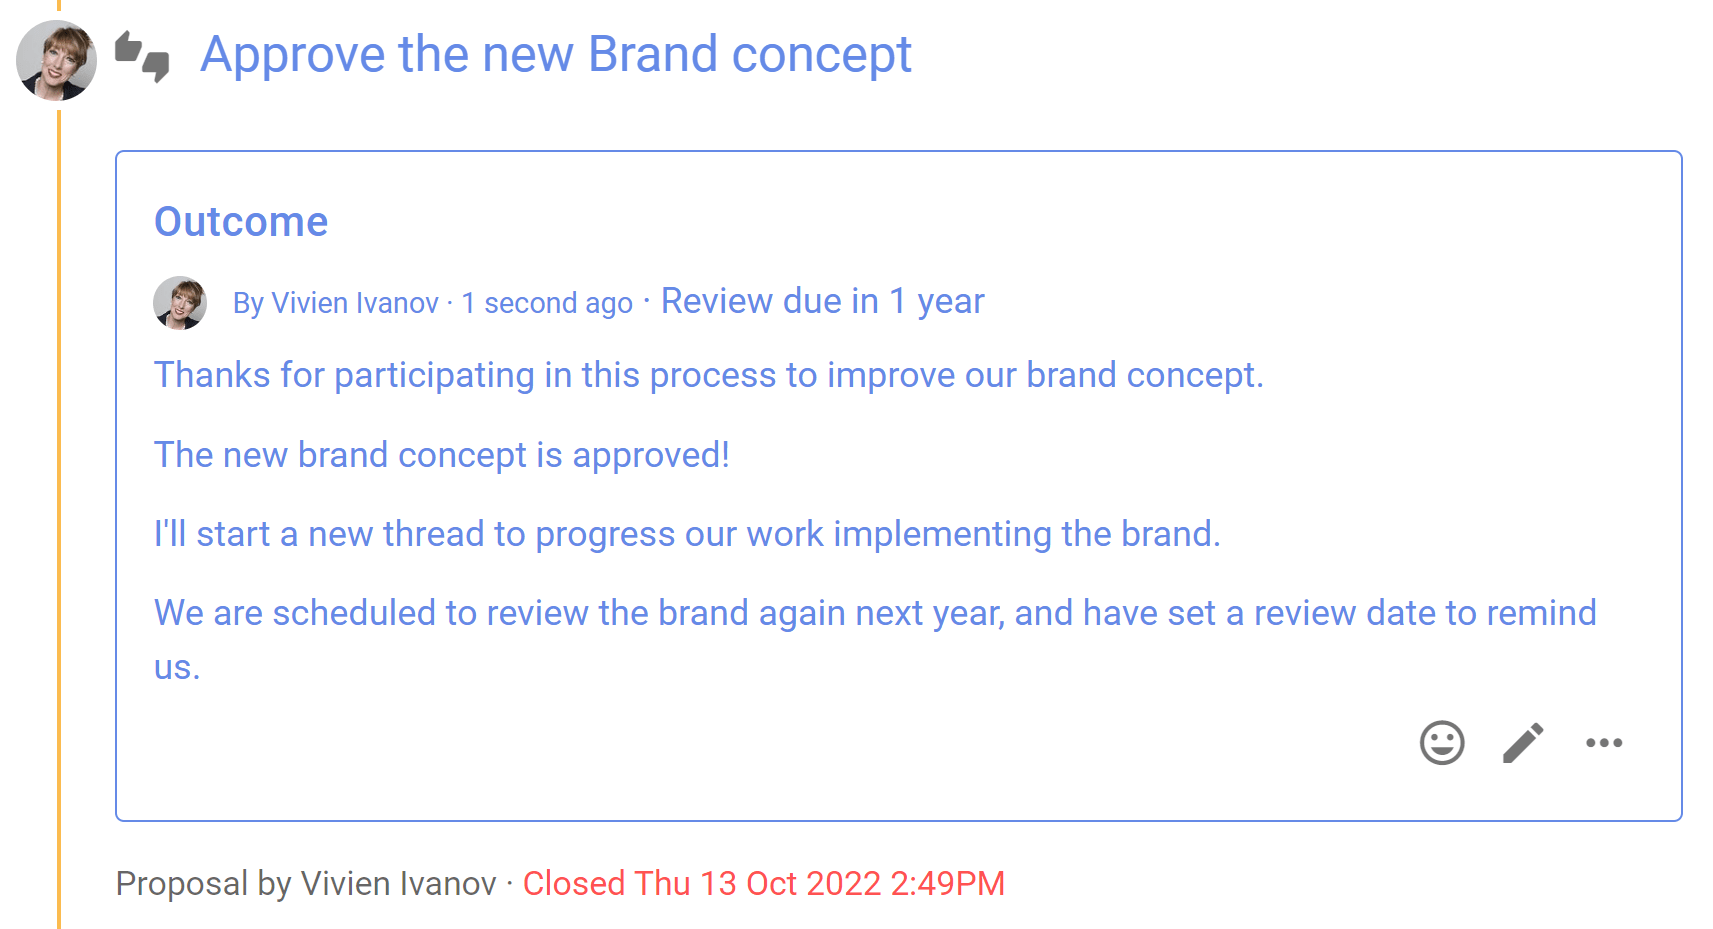 Approve the new Brand concept
Outcome
By Vivien Ivanov · 1 second ago · Review due in 1 year
Thanks for participating in this process to improve our brand concept.
The new brand concept is approved!
I'll start a new thread to progress our work implementing the brand.
We are scheduled to review the brand again next year, and have set a review date to remind
us.
Proposal by Vivien Ivanov · Closed Thu 13 Oct 2022 2:49PM